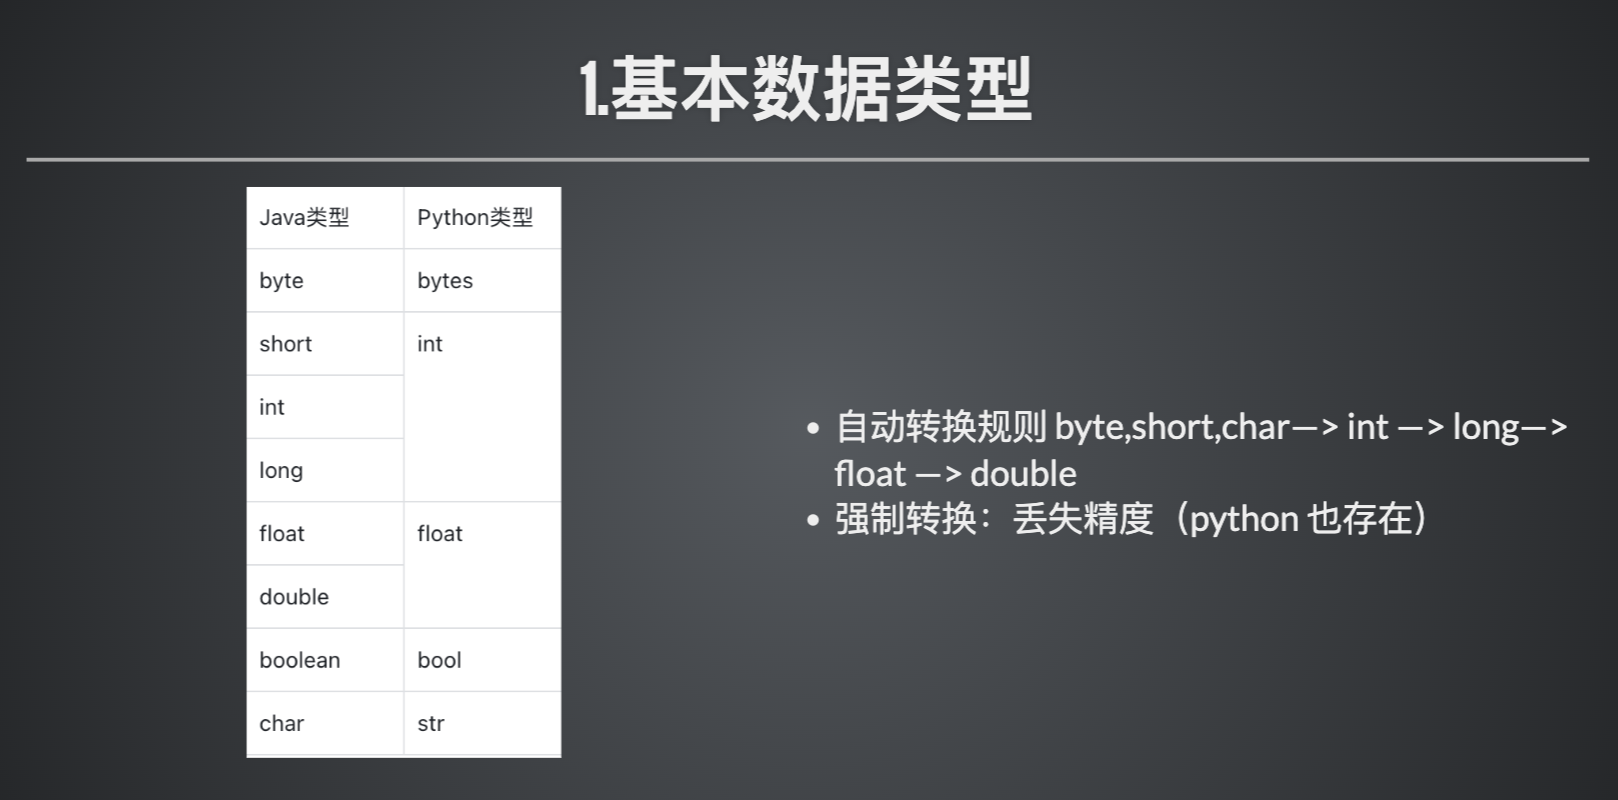 1.基本数据类型
Java类型 Python类型
byte bytes
short int
int
long
float float
double
boolean bool
char str
自动转换规则 byte,short,char—> int —> long—>
float —> double
强制转换：丢失精度（python 也存在）